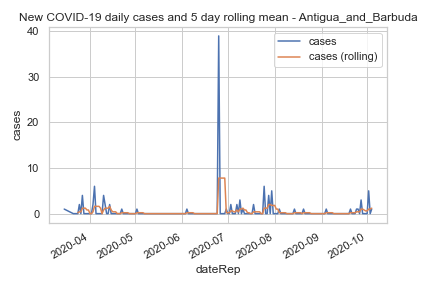 New COVID-19 daily cases and 5 day rolling mean - Antigua_and_Barbuda
cases
cases (rolling)
cases
40
30
20
10
0
2020-04
2020-05
2020-06
2020-07
2020-08
2020-09
2020-10
dateRep